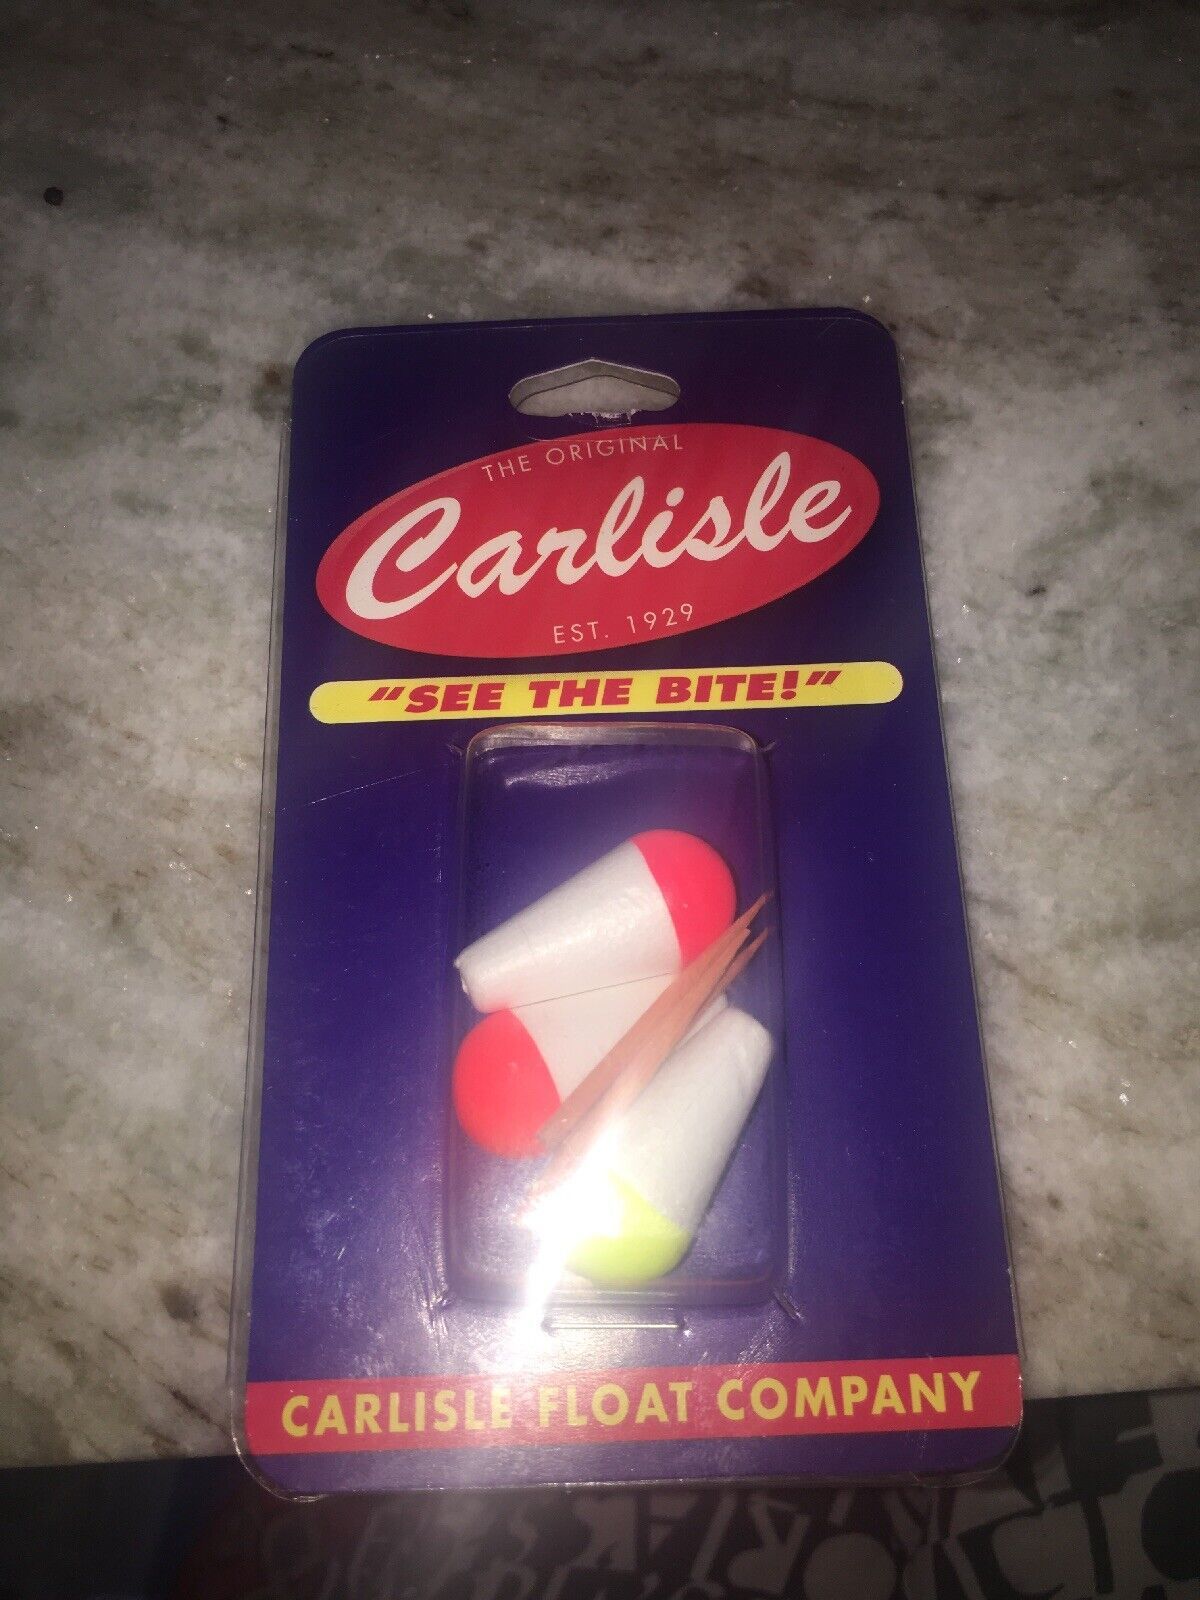 THE ORIGINAL
Carlisle
EST. 1929
"SEE THE BITE!"
CARLISLE FLOAT COMPANY